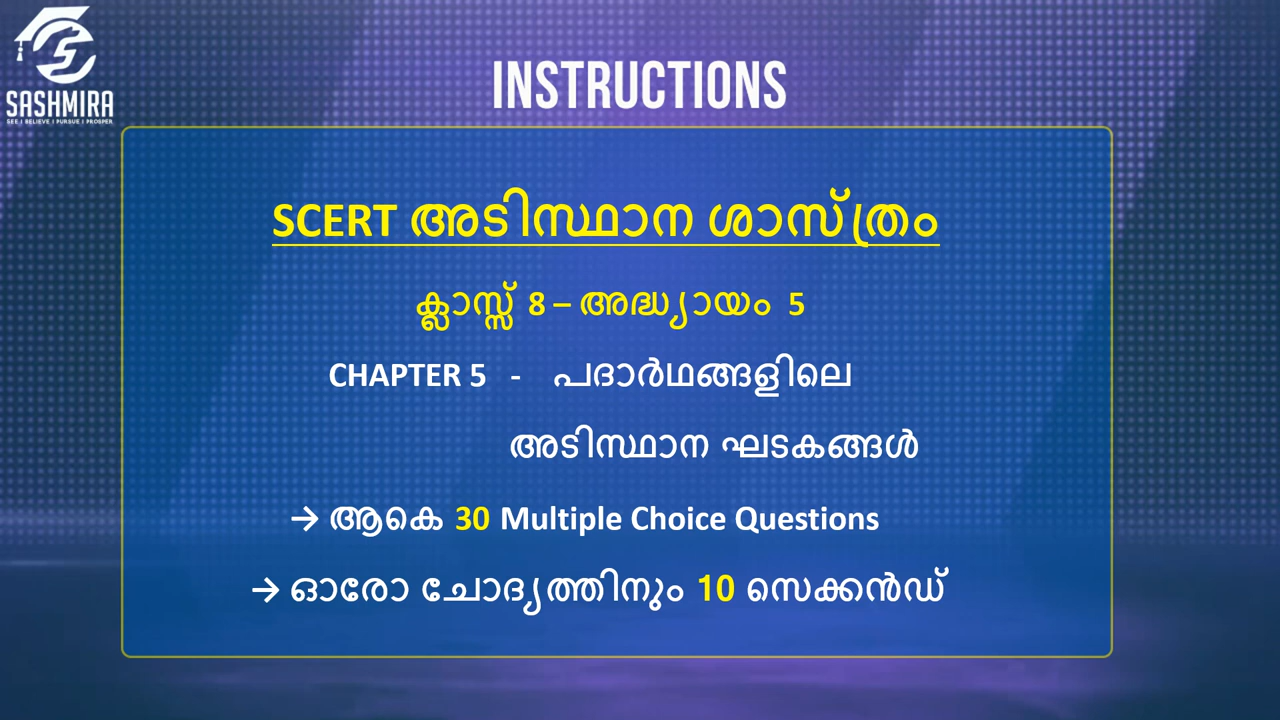 SASHMIRA
SEE I BELIEVE I PURSUE I PROSPER
INSTRUCTIONS
SCERT അടിസ്ഥാന ശാസ്ത്രം
ക്ലാസ്സ് 8 – അദ്ധ്യായം 5
CHAPTER 5 - പദാർഥങ്ങളിലെ
അടിസ്ഥാന ഘടകങ്ങൾ
→ ആകെ 30 Multiple Choice Questions
→ ഓരോ ചോദ്യത്തിനും 10 സെക്കൻഡ്